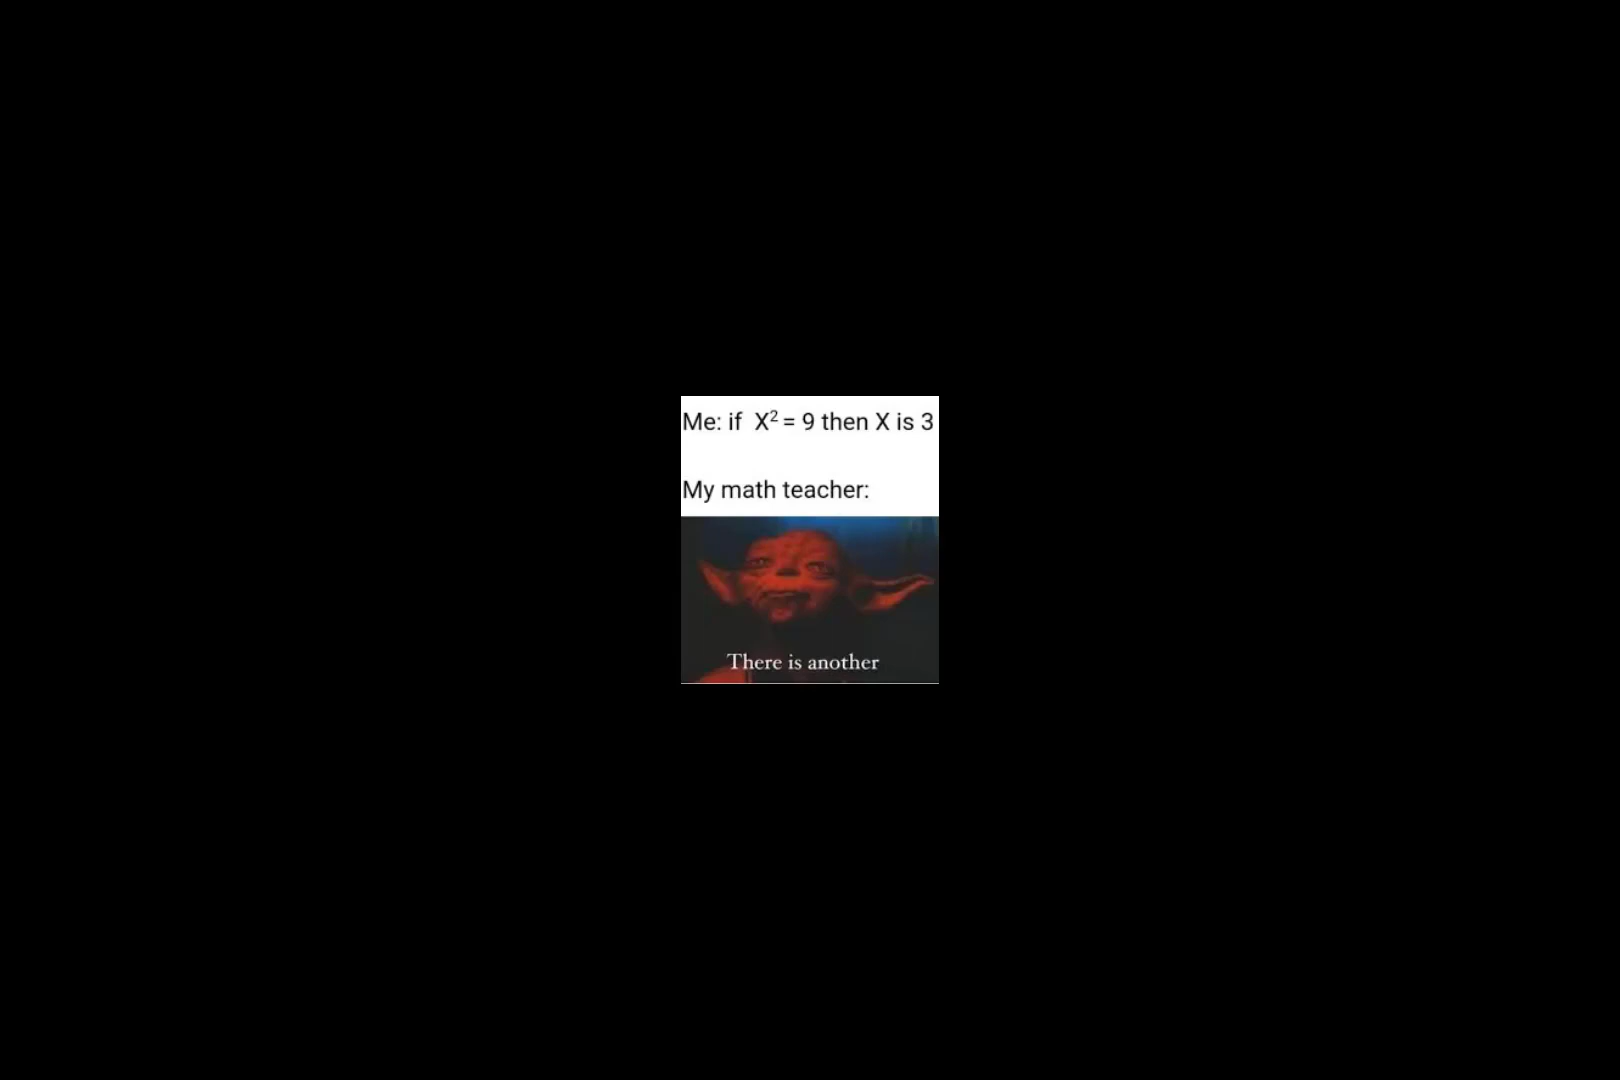 Me: if X² = 9 then X is 3
My math teacher:
There is another